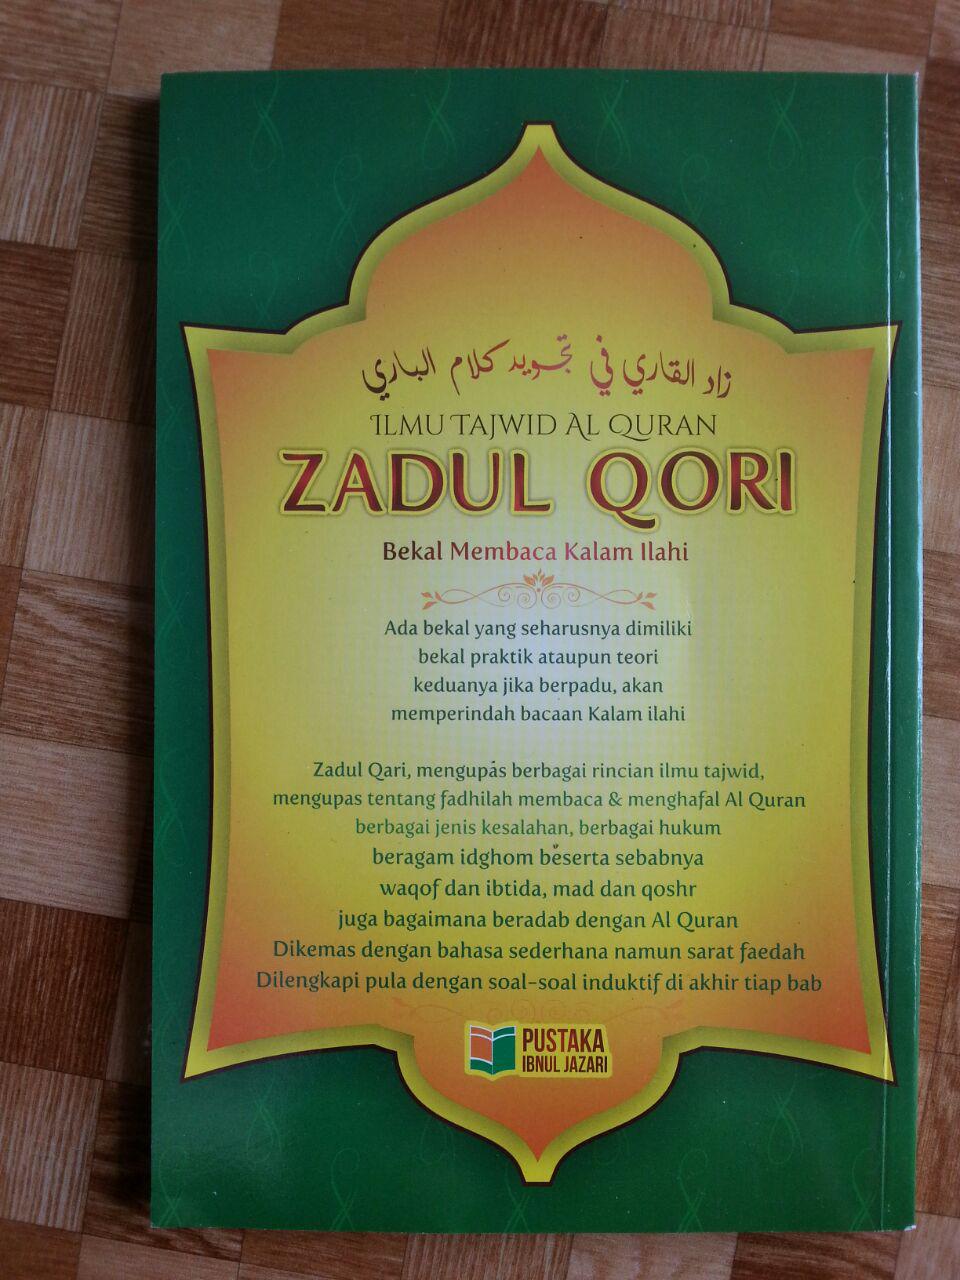 زاد القاري في تجويد كلام الباري
ILMU TAJWID AL QURAN
ZADUL QORI
Bekal Membaca Kalam Ilahi
Ada bekal yang seharusnya dimiliki
bekal praktik ataupun teori
keduanya jika berpadu, akan
memperindah bacaan Kalam ilahi
Zadul Qari, mengupas berbagai rincian ilmu tajwid,
mengupas tentang fadhilah membaca & menghafal Al Quran
berbagai jenis kesalahan, berbagai hukum
beragam idghom beserta sebabnya
waqof dan ibtida, mad dan qoshr
juga bagaimana beradab dengan Al Quran
Dikemas dengan bahasa sederhana namun sarat faedah
Dilengkapi pula dengan soal-soal induktif di akhir tiap bab
PUSTAKA
IBNUL JAZARI